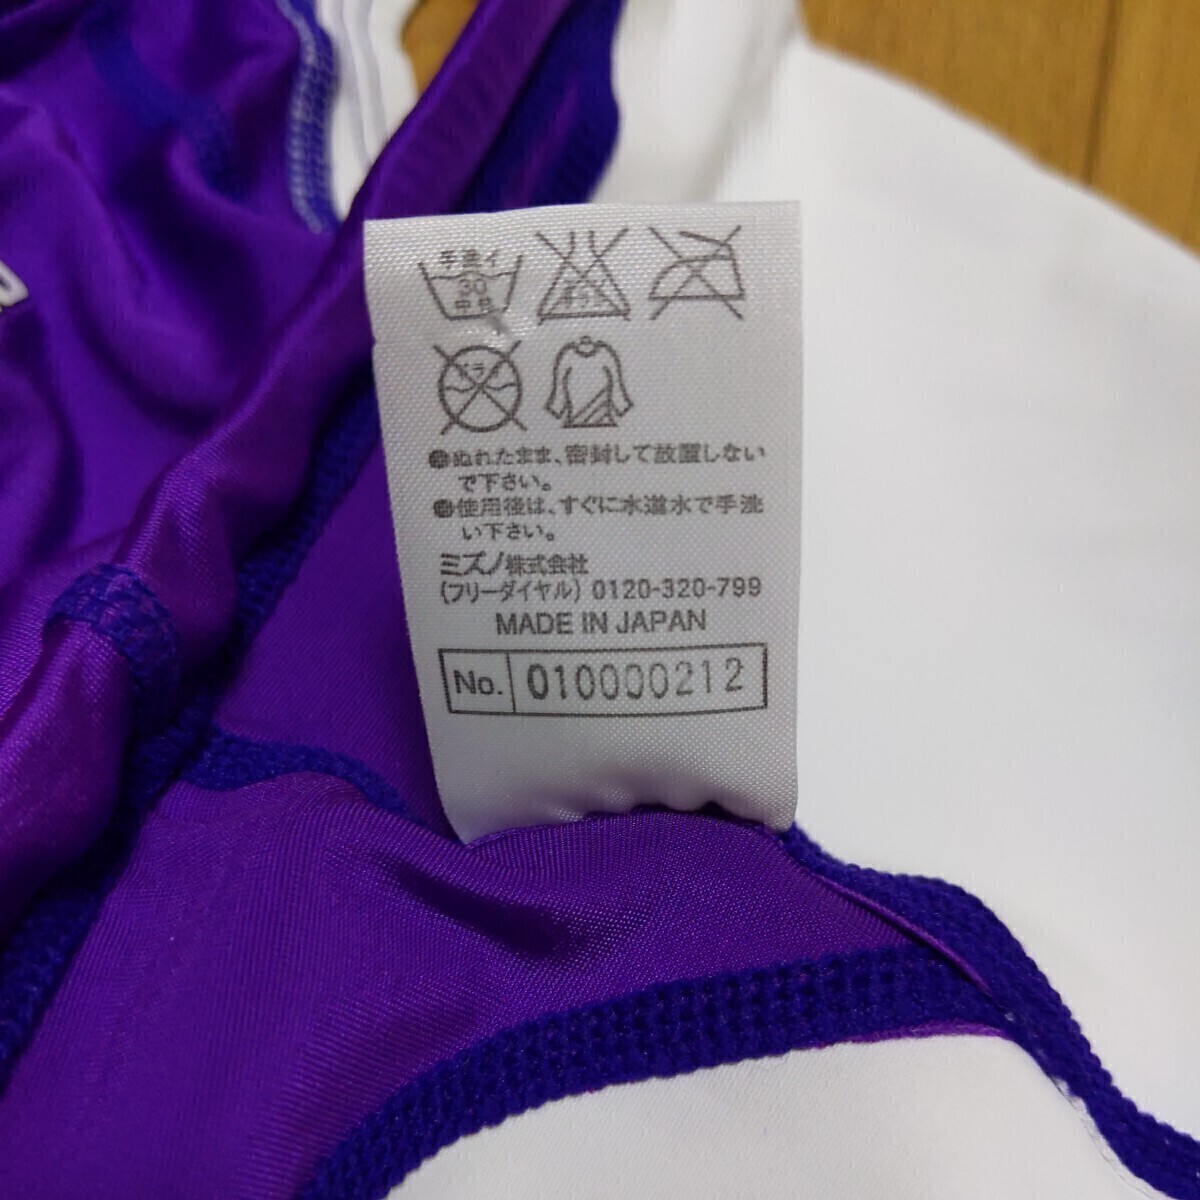 手洗イ
30
中性
ドライ
●ぬれたまま、密封して放置しない
で下さい。
●使用後は、すぐに水道水で手洗
い下さい。
ミズノ株式会社
(フリーダイヤル) 0120-320-799
MADE IN JAPAN
No. 010000212